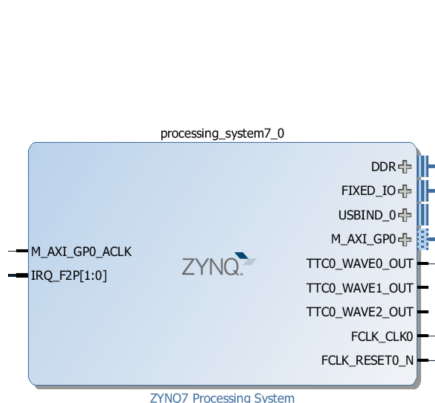 processing_system7_0
DDR
FIXED_IO
USBIND_0
M_AXI_GP0
M_AXI_GP0_ACLK
IRQ_F2P[1:0]
ZYNQ.
TTC0_WAVE0_OUT
TTC0_WAVE1_OUT
TTC0_WAVE2_OUT
FCLK_CLK0
FCLK_RESET0_N
ZYNQ7 Processing System